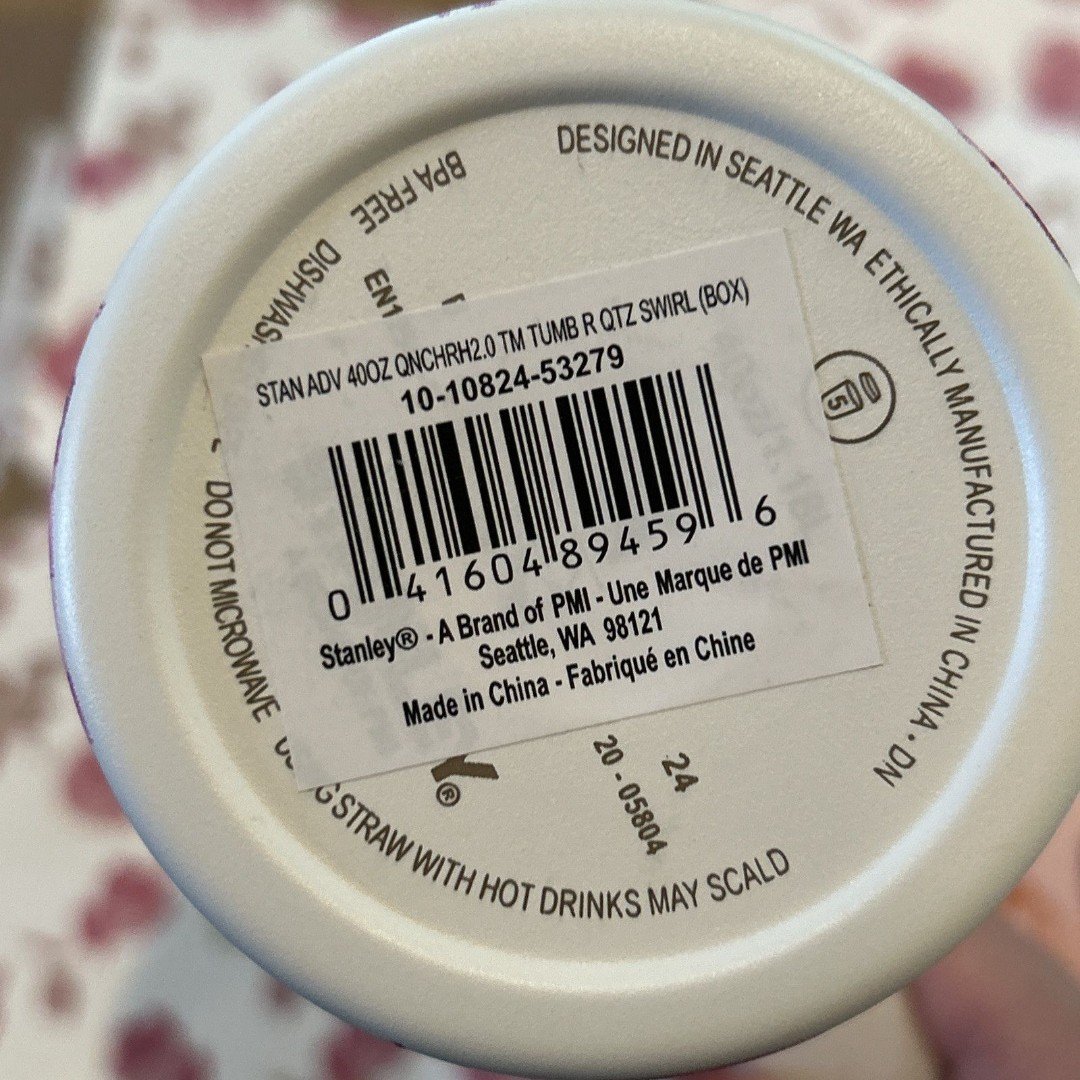 DESIGNED IN SEATTLE WA ETHICALLY MANUFACTURED IN CHINA • DN
BPA FREE
EN1
STAN ADV 40OZ QNCHRH2.0 TM TUMB R QTZ SWIRL (BOX)
10-10824-53279
0 41604 89459 6
Stanley® - A Brand of PMI - Une Marque de PMI
Seattle, WA 98121
Made in China - Fabriqué en Chine
5
DO NOT MICROWAVE
STRAW WITH HOT DRINKS MAY SCALD
®
24
20 - 05804